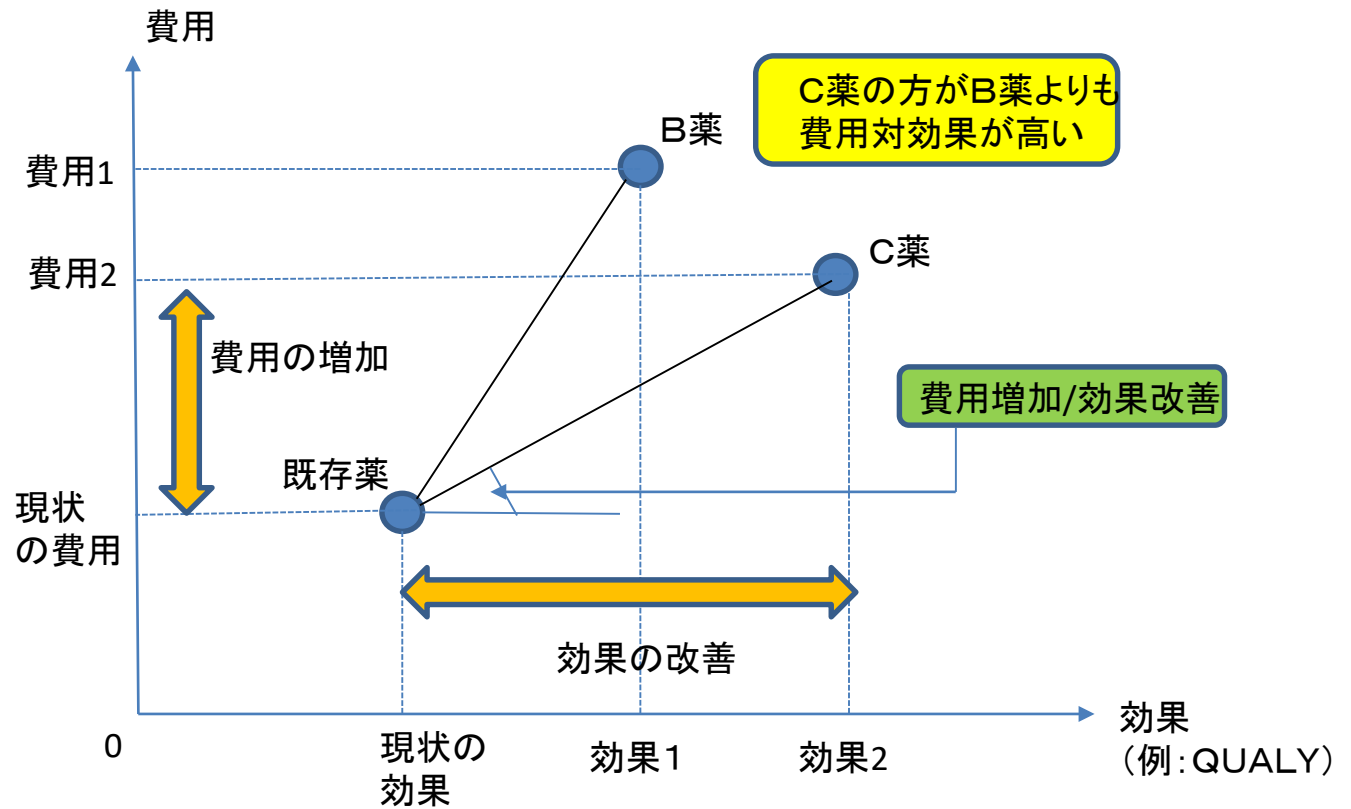 費用
C薬の方がB薬よりも
費用対効果が高い
B薬
費用1
C薬
費用2
費用の増加
費用増加/効果改善
既存薬
現状
の費用
効果の改善
0
現状の
効果
効果1
効果2
効果
（例：QUALY）